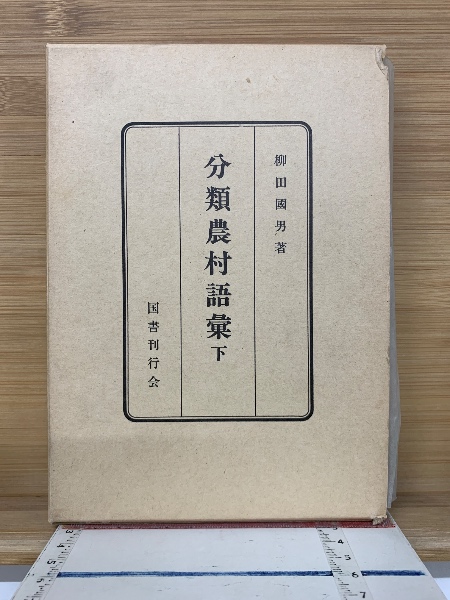 柳田國男著
分類農村語彙下
国書刊行会